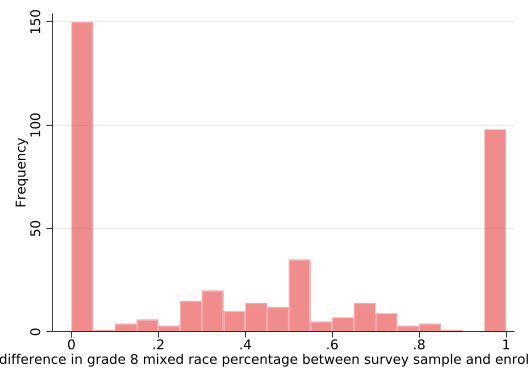 150
100
50
0
Frequency
0 .2 .4 .6 .8 1
difference in grade 8 mixed race percentage between survey sample and enrol